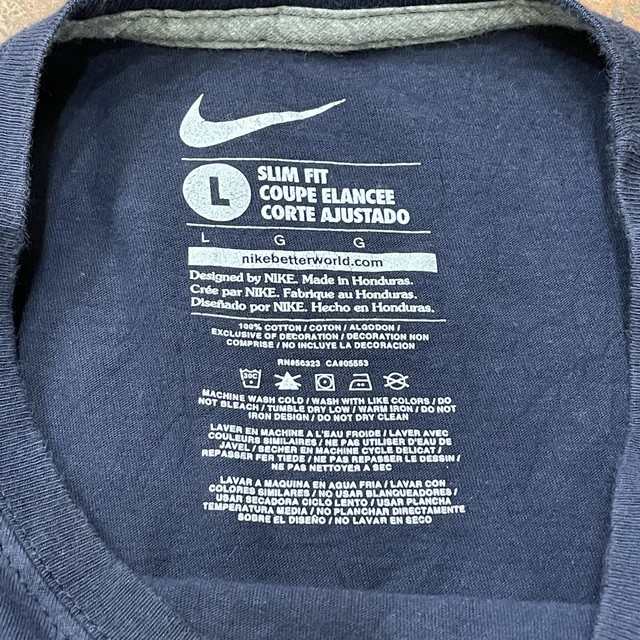 L
SLIM FIT
COUPE ELANCEE
CORTE AJUSTADO
L G G
nikebetterworld.com
Designed by NIKE. Made in Honduras.
Crée par NIKE. Fabrique au Honduras.
Diseñado por NIKE. Hecho en Honduras.
100% COTTON / COTON / ALGODON /
EXCLUSIVE OF DECORATION / DECORATION NON
COMPRISE / NO INCLUYE LA DECORACION
RN#56323 CA#05553
30C
MACHINE WASH COLD / WASH WITH LIKE COLORS / DO
NOT BLEACH / TUMBLE DRY LOW / WARM IRON / DO NOT
IRON DESIGN / DO NOT DRY CLEAN
LAVER EN MACHINE A L'EAU FROIDE / LAVER AVEC
COULEURS SIMILAIRES / NE PAS UTILISER D'EAU DE
JAVEL / SECHER EN MACHINE CYCLE DELICAT /
REPASSER FER TIEDE / NE PAS REPASSER LE DESSIN /
NE PAS NETTOYER A SEC
LAVAR A MAQUINA EN AGUA FRIA / LAVAR CON
COLORES SIMILARES / NO USAR BLANQUEADORES /
USAR SECADORA CICLO LENTO / USAR PLANCHA
TEMPERATURA MEDIA / NO PLANCHAR DIRECTAMENTE
SOBRE EL DISEÑO / NO LAVAR EN SECO